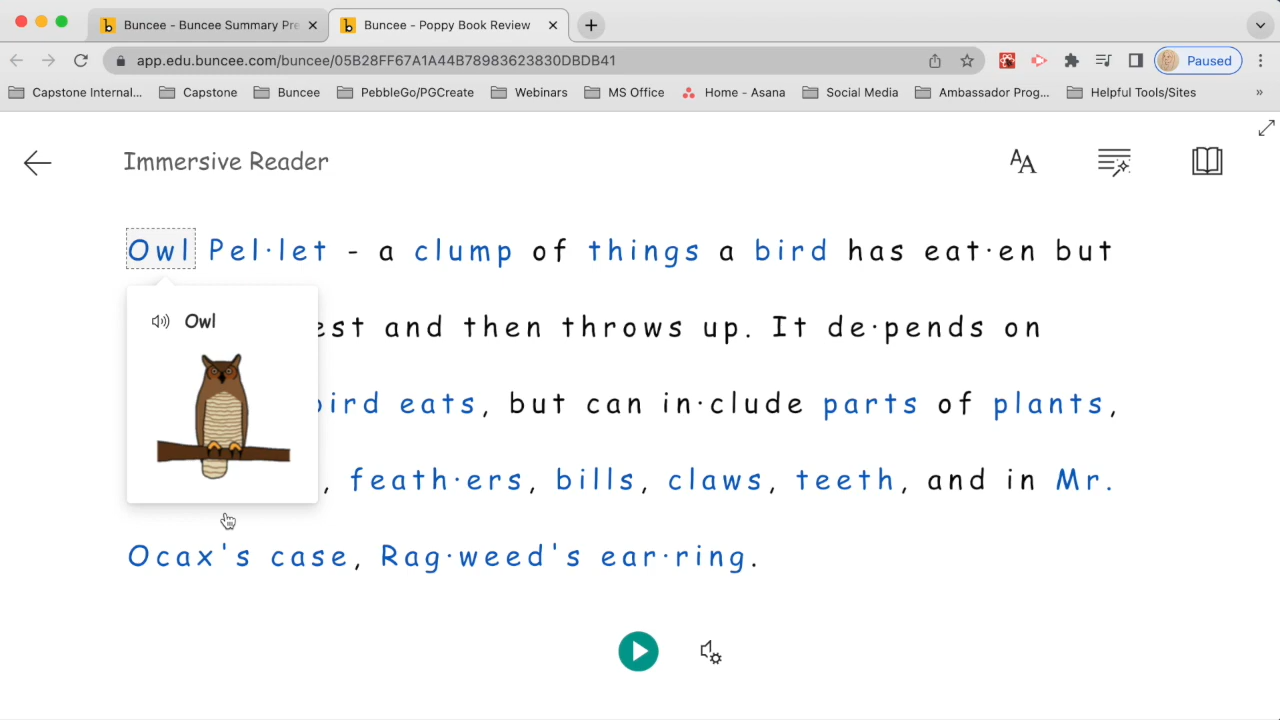 Buncee - Buncee Summary Pre
Buncee - Poppy Book Review
app.edu.buncee.com/buncee/05B28FF67A1A44B78983623830DBDB41
Paused
Capstone Internal...
Capstone
Buncee
PebbleGo/PGCreate
Webinars
MS Office
Home - Asana
Social Media
Ambassador Prog...
Helpful Tools/Sites
»
Immersive Reader
AA
Owl Pel·let - a clump of things a bird has eat·en but
est and then throws up. It de·pends on
bird eats, but can in·clude parts of plants,
, feath·ers, bills, claws, teeth, and in Mr.
Ocax's case, Rag·weed's ear·ring.
Owl